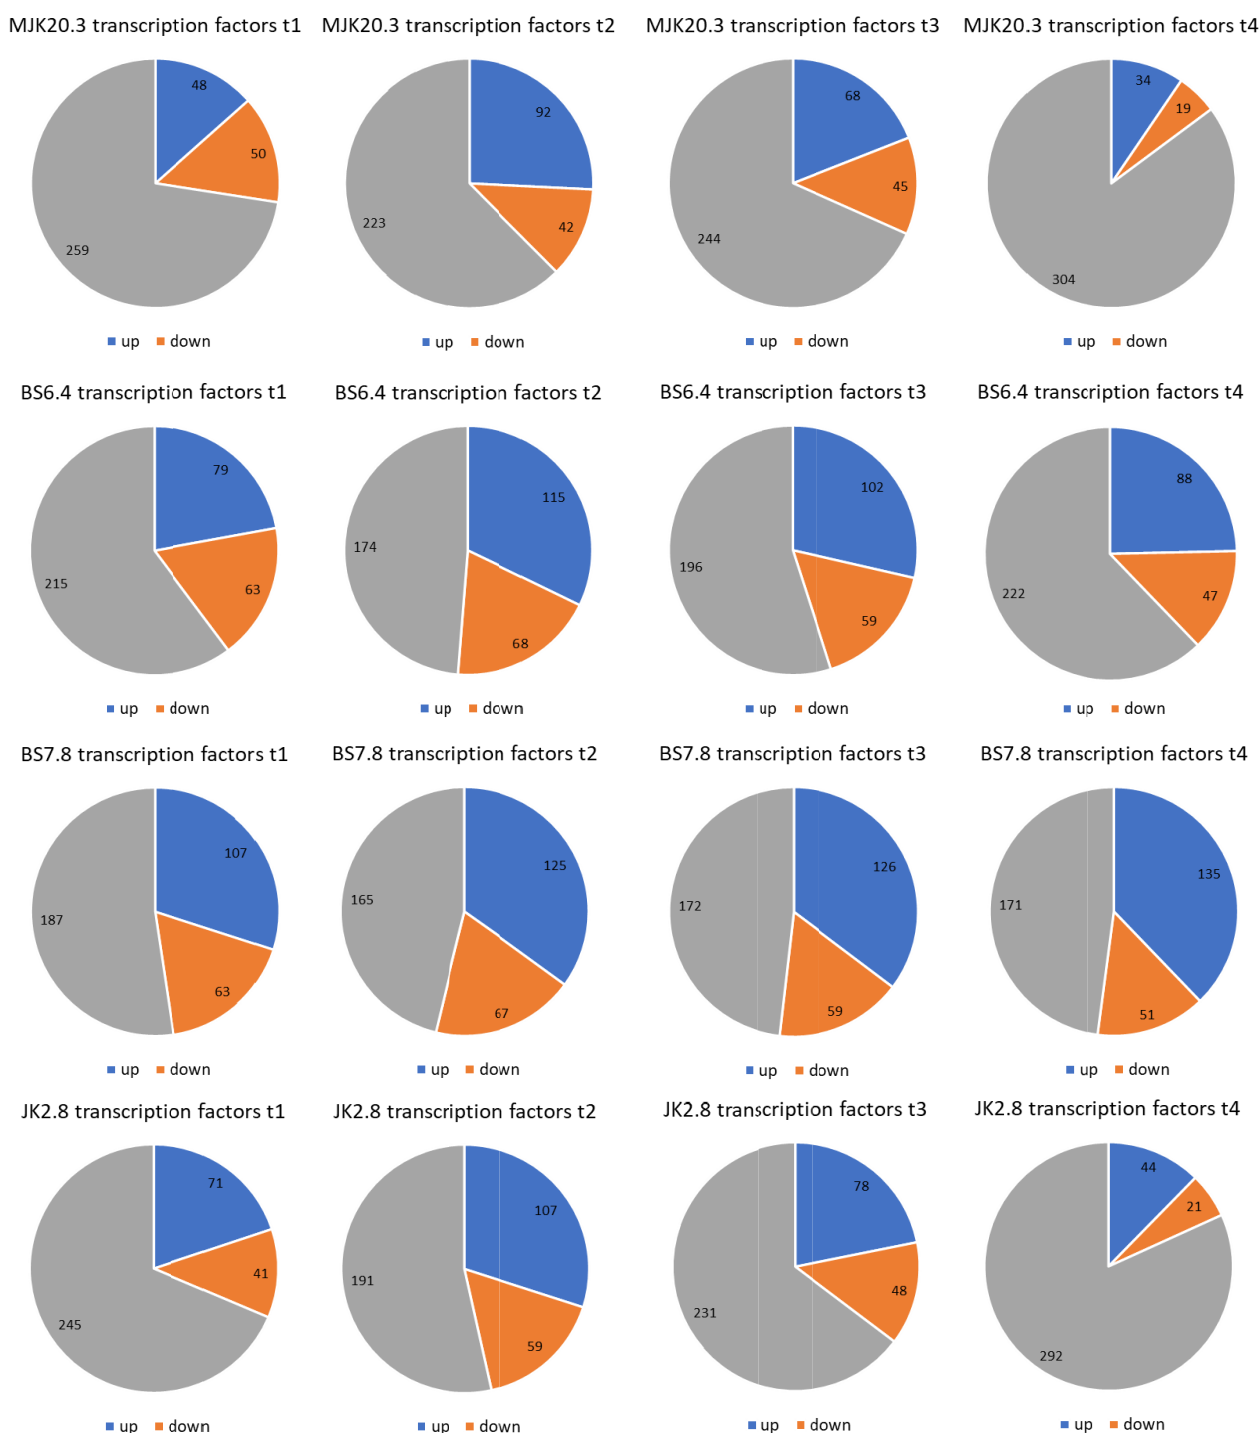 MJK20.3 transcription factors t1
MJK20.3 transcription factors t2
MJK20.3 transcription factors t3
MJK20.3 transcription factors t4
48
50
259
92
42
223
68
45
244
34
19
304
up down
up down
up down
up down
BS6.4 transcription factors t1
BS6.4 transcription factors t2
BS6.4 transcription factors t3
BS6.4 transcription factors t4
79
63
215
115
68
174
102
59
196
88
47
222
up down
up down
up down
up down
BS7.8 transcription factors t1
BS7.8 transcription factors t2
BS7.8 transcription factors t3
BS7.8 transcription factors t4
107
63
187
125
67
165
126
59
172
135
51
171
up down
up down
up down
up down
JK2.8 transcription factors t1
JK2.8 transcription factors t2
JK2.8 transcription factors t3
JK2.8 transcription factors t4
71
41
245
107
59
191
78
48
231
44
21
292
up down
up down
up down
up down